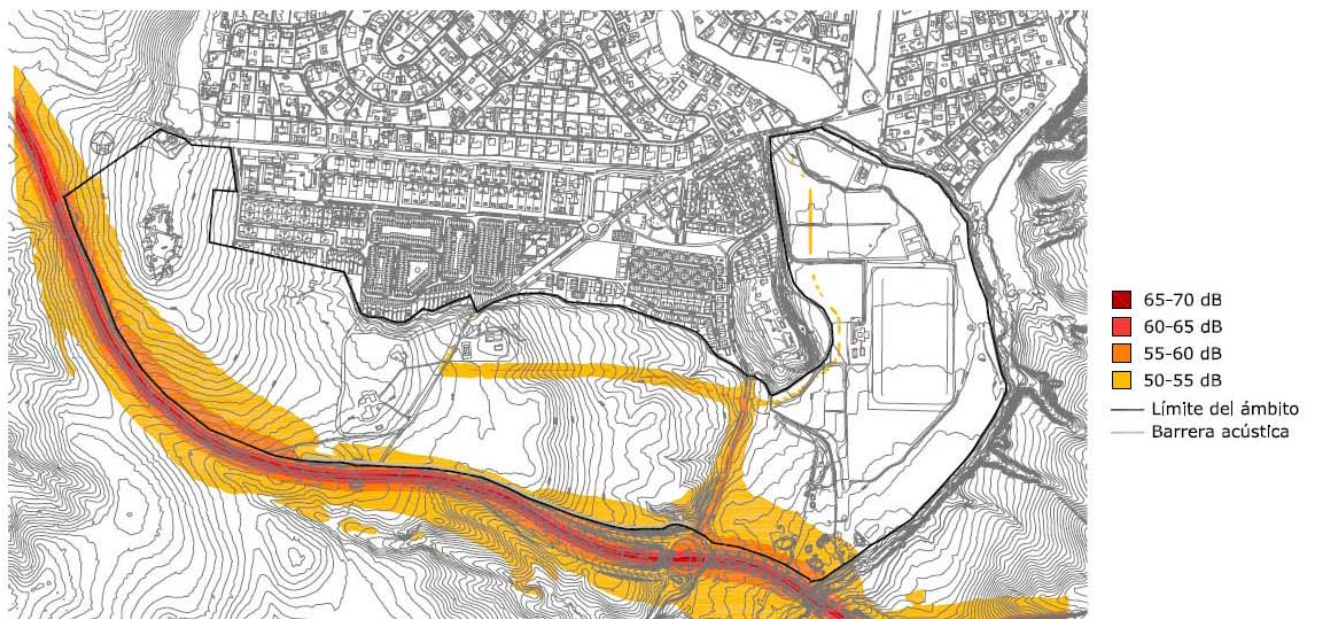 65-70 dB
60-65 dB
55-60 dB
50-55 dB
Límite del ámbito
Barrera acústica